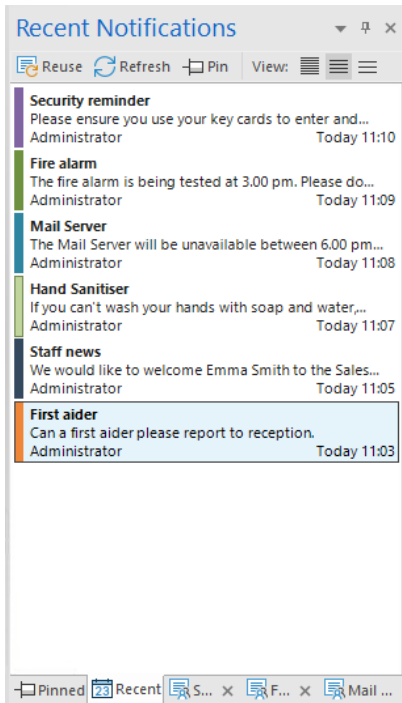 Recent Notifications
Reuse Refresh Pin View:
Security reminder
Please ensure you use your key cards to enter and...
Administrator Today 11:10
Fire alarm
The fire alarm is being tested at 3.00 pm. Please do...
Administrator Today 11:09
Mail Server
The Mail Server will be unavailable between 6.00 pm...
Administrator Today 11:08
Hand Sanitiser
If you can't wash your hands with soap and water,...
Administrator Today 11:07
Staff news
We would like to welcome Emma Smith to the Sales...
Administrator Today 11:05
First aider
Can a first aider please report to reception.
Administrator Today 11:03
Pinned 23 Recent S... F... Mail ...